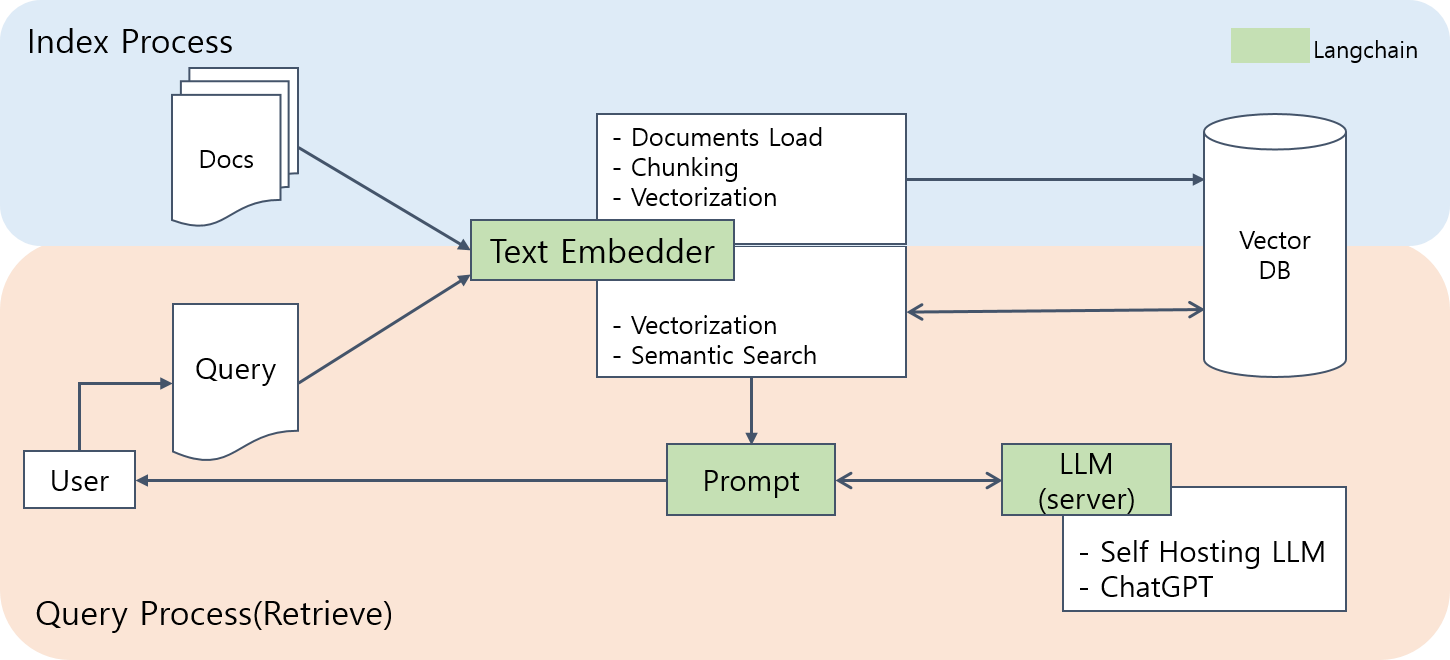 Index Process
Langchain
Docs
- Documents Load
- Chunking
- Vectorization
Text Embedder
Vector
DB
- Vectorization
- Semantic Search
Query
User
Prompt
LLM
(server)
- Self Hosting LLM
- ChatGPT
Query Process(Retrieve)